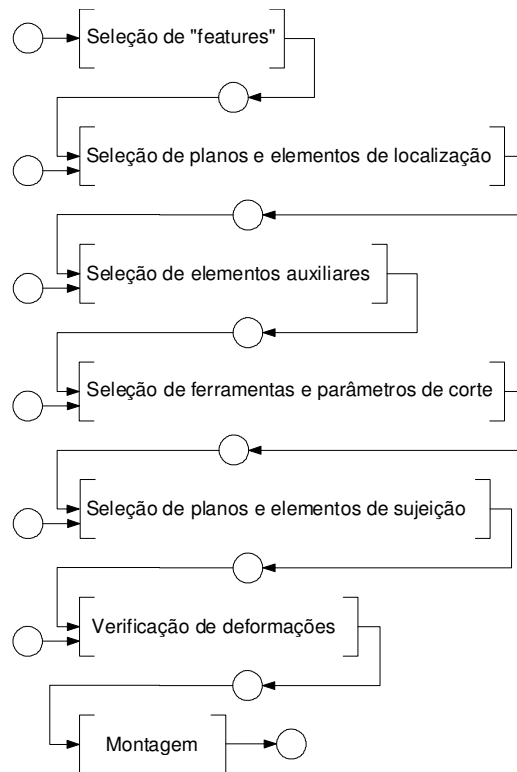 Seleção de "features"
Seleção de planos e elementos de localização
Seleção de elementos auxiliares
Seleção de ferramentas e parâmetros de corte
Seleção de planos e elementos de sujeição
Verificação de deformações
Montagem